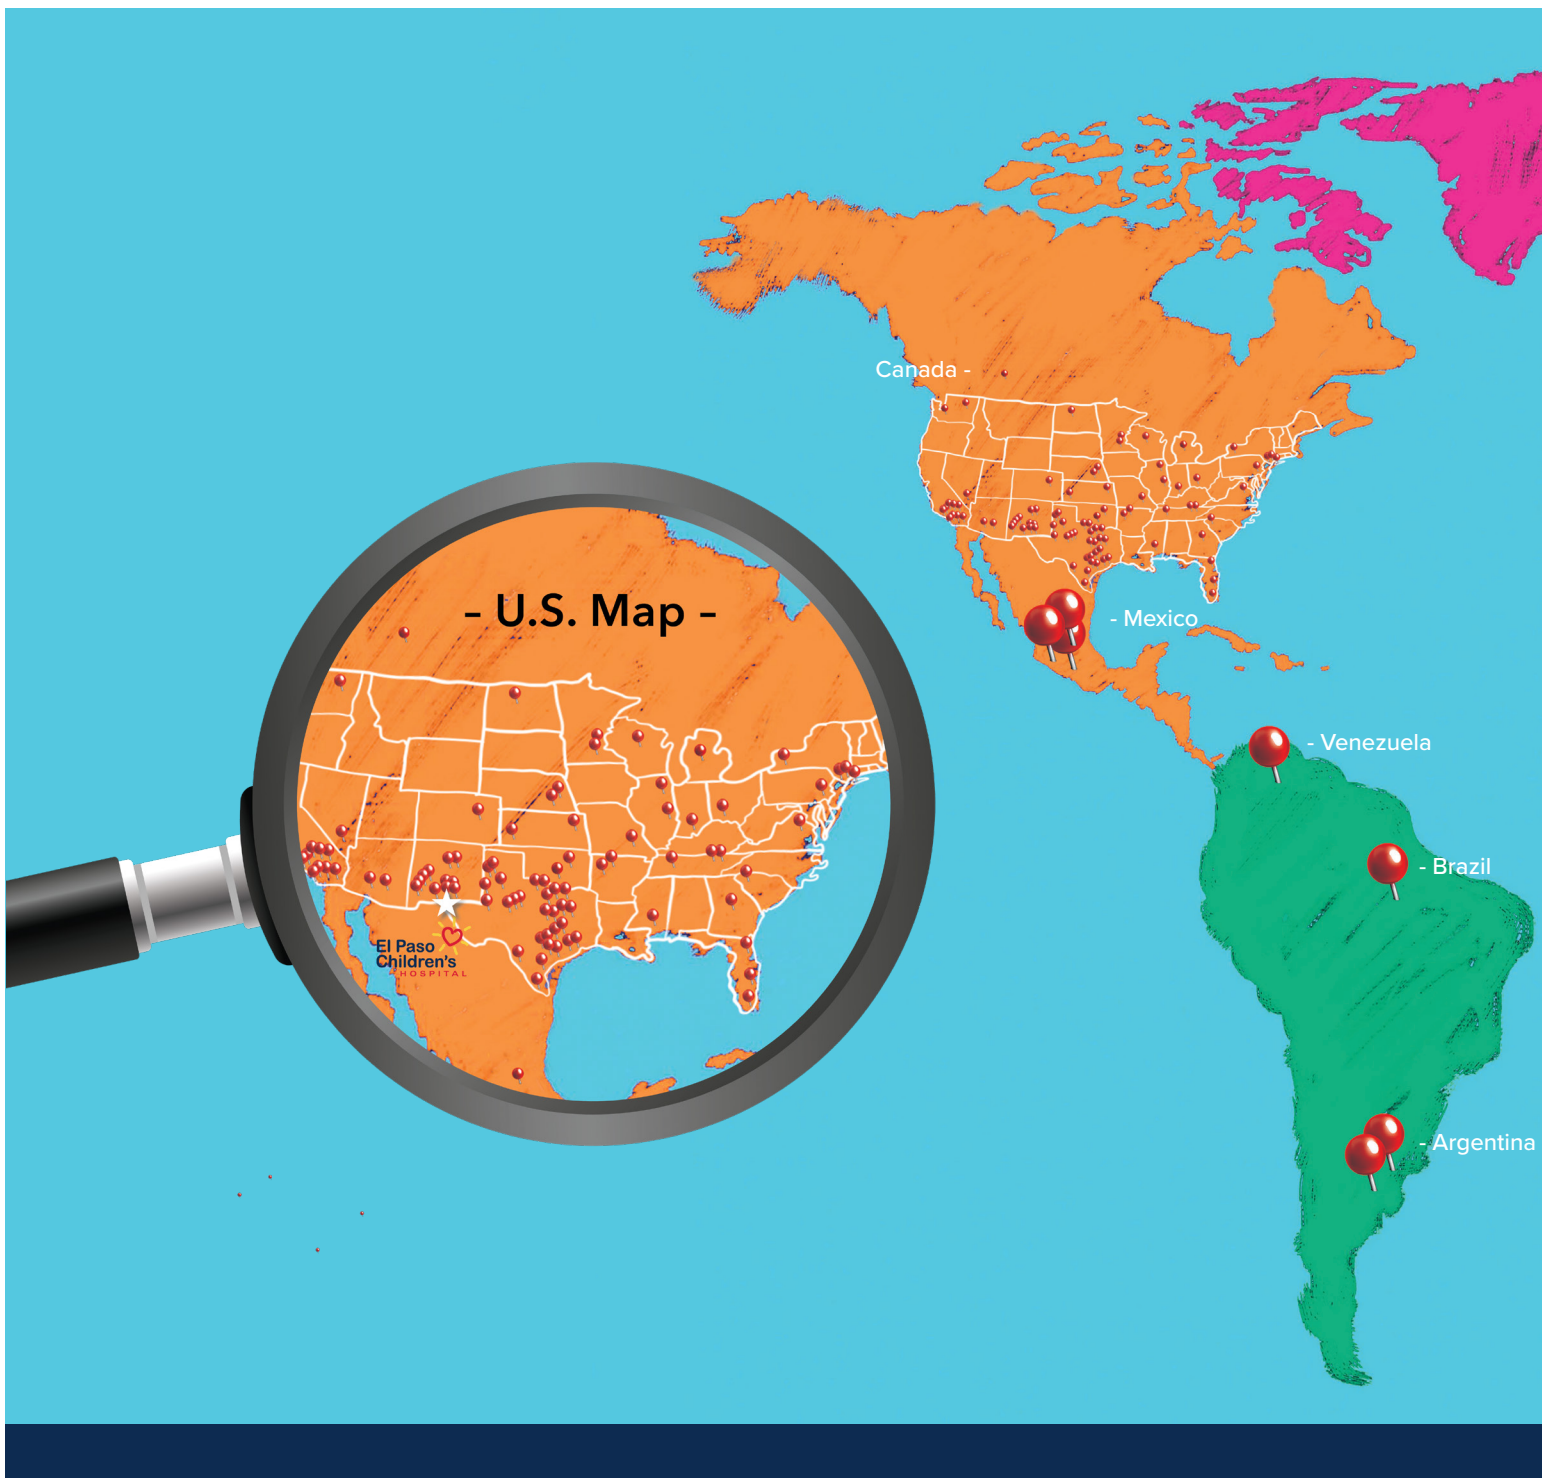 Canada -
- U.S. Map -
- Mexico
- Venezuela
- Brazil
El Paso
Children's
HOSPITAL
- Argentina